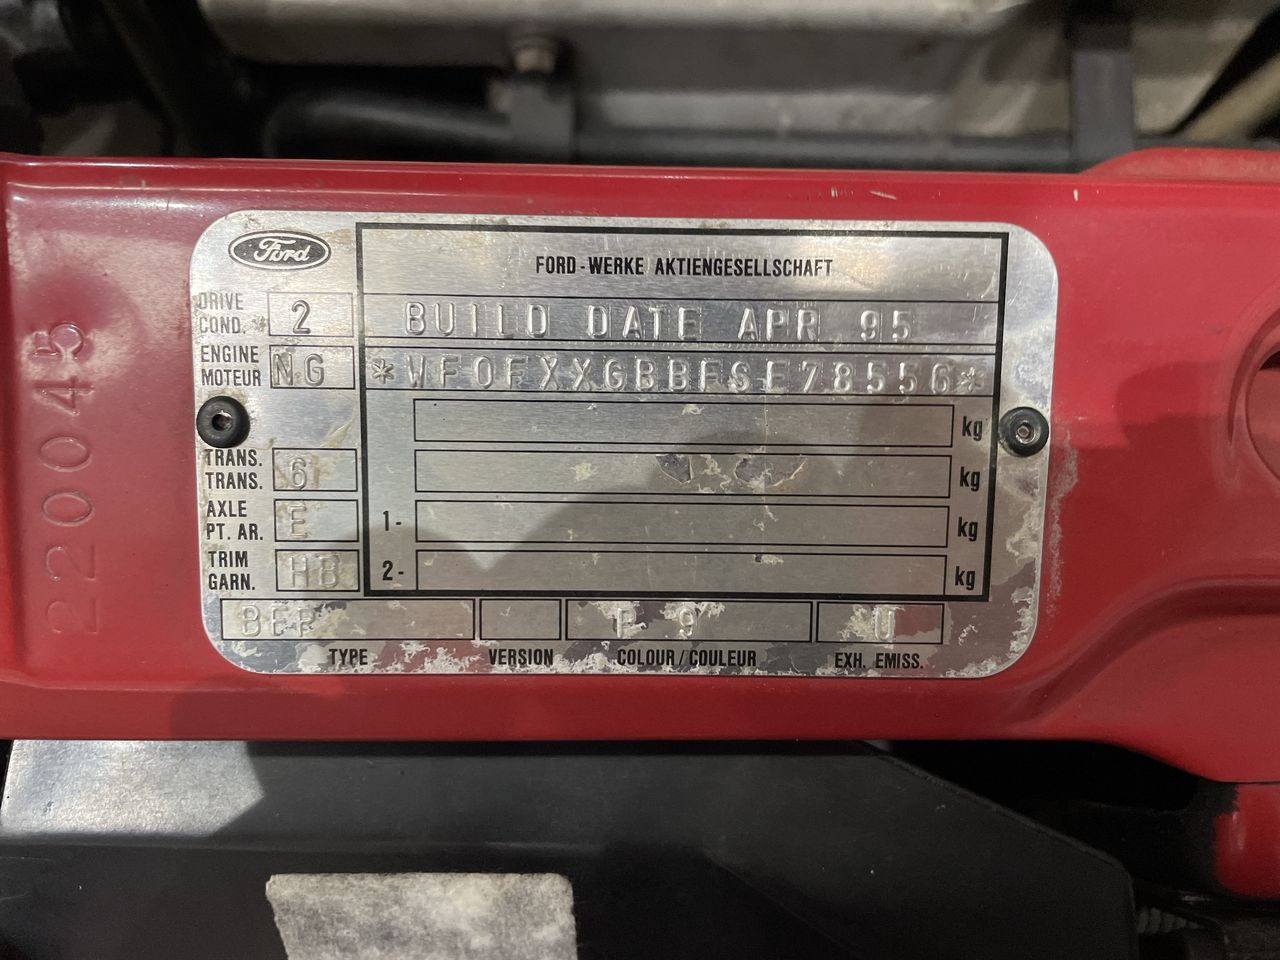 Ford
FORD-WERKE AKTIENGESELLSCHAFT
DRIVE
COND. 2
BUILD DATE APR 95
ENGINE
MOTEUR NG
*WF0FXXGBBFSE78556*
kg
TRANS.
TRANS. 6
kg
AXLE
PT. AR. E
1- kg
TRIM
GARN. HB
2- kg
BER P 9 U
TYPE VERSION COLOUR/COULEUR EXH. EMISS.
220045